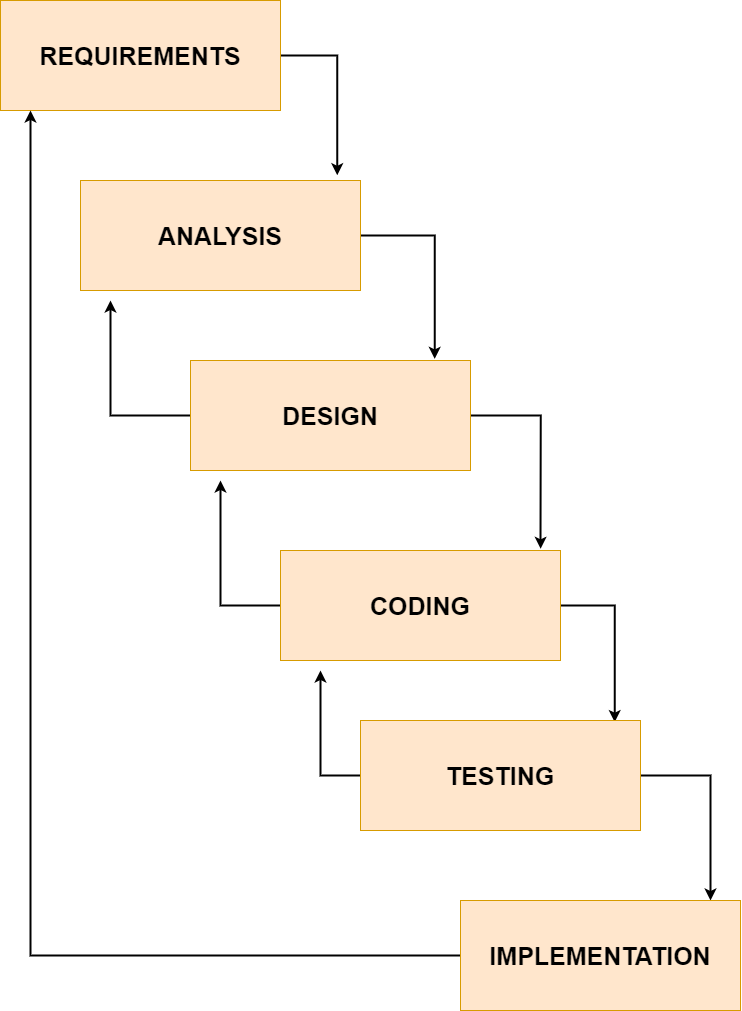 REQUIREMENTS
ANALYSIS
DESIGN
CODING
TESTING
IMPLEMENTATION